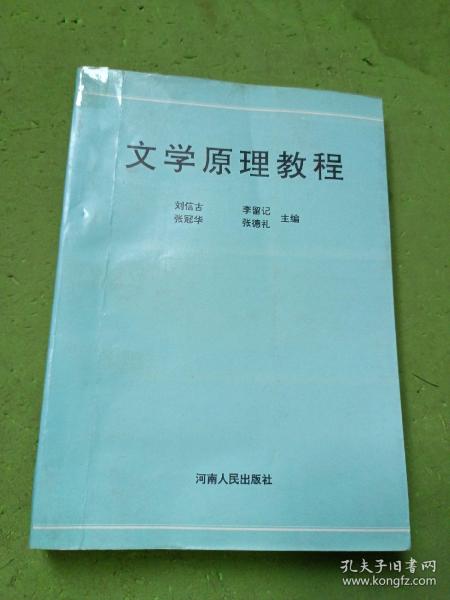 文学原理教程
刘信古 李留记
张冠华 张德礼 主编
河南人民出版社
孔夫子旧书网
www.kongfz.com